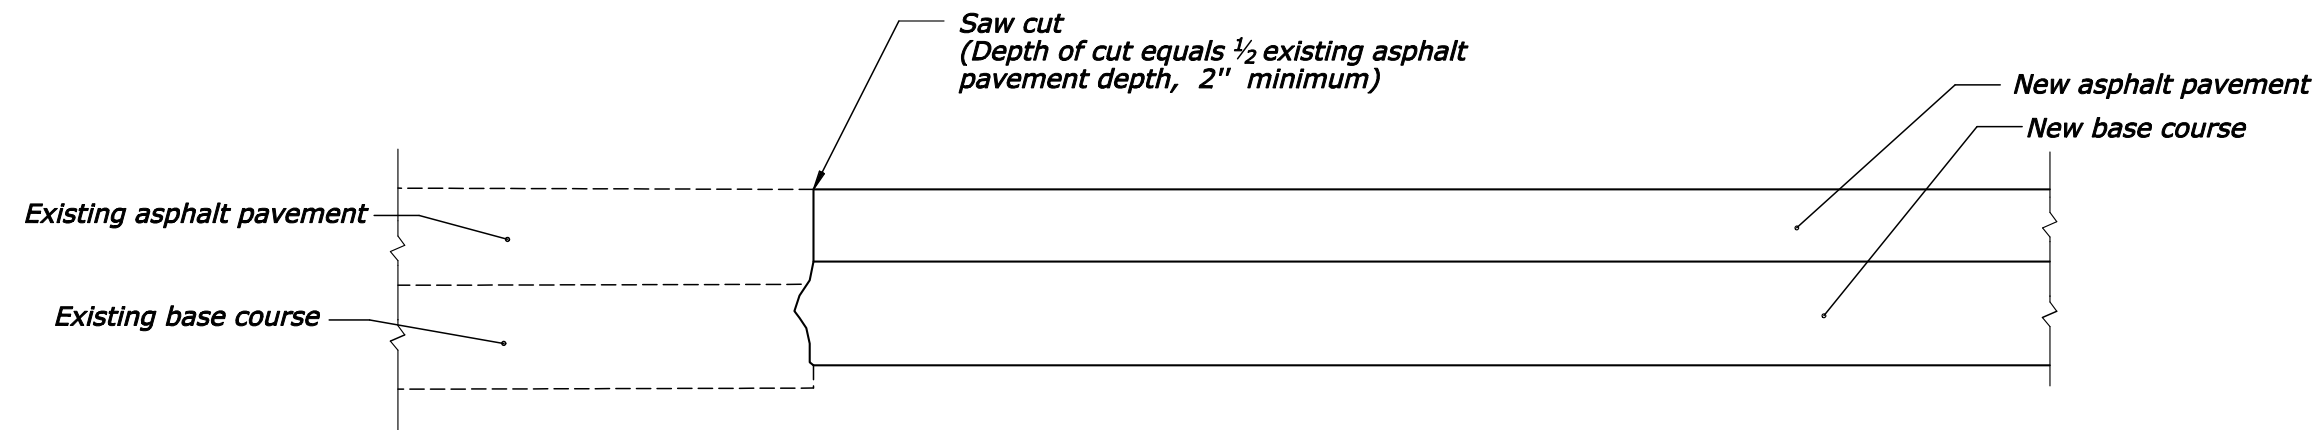 Saw cut
(Depth of cut equals ½ existing asphalt
pavement depth, 2" minimum)
New asphalt pavement
New base course
Existing asphalt pavement
Existing base course